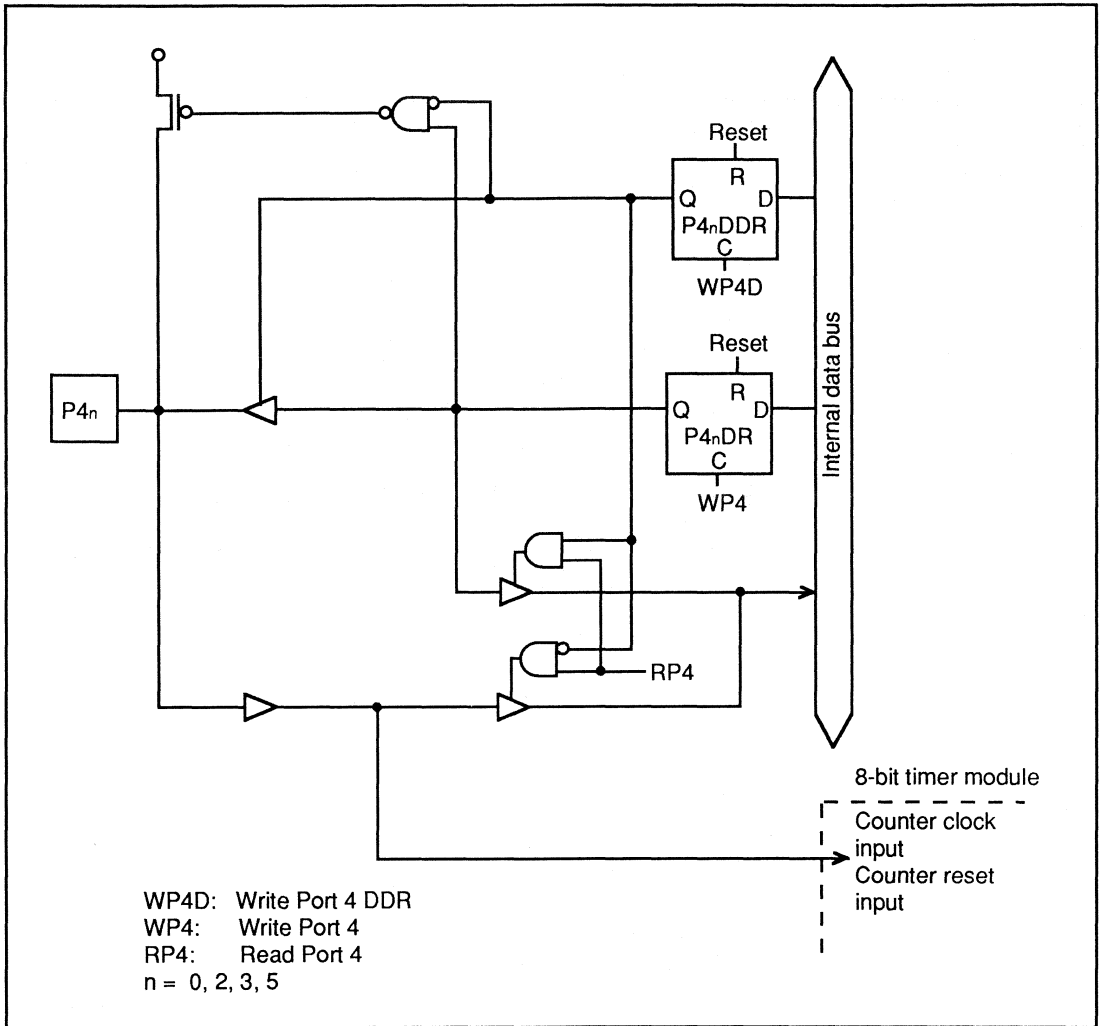 Reset
R
Q
D
P4nDDR
C
WP4D
Reset
R
Q
D
P4nDR
C
WP4
P4n
Internal data bus
RP4
8-bit timer module
Counter clock
input
Counter reset
input
WP4D: Write Port 4 DDR
WP4: Write Port 4
RP4: Read Port 4
n = 0, 2, 3, 5